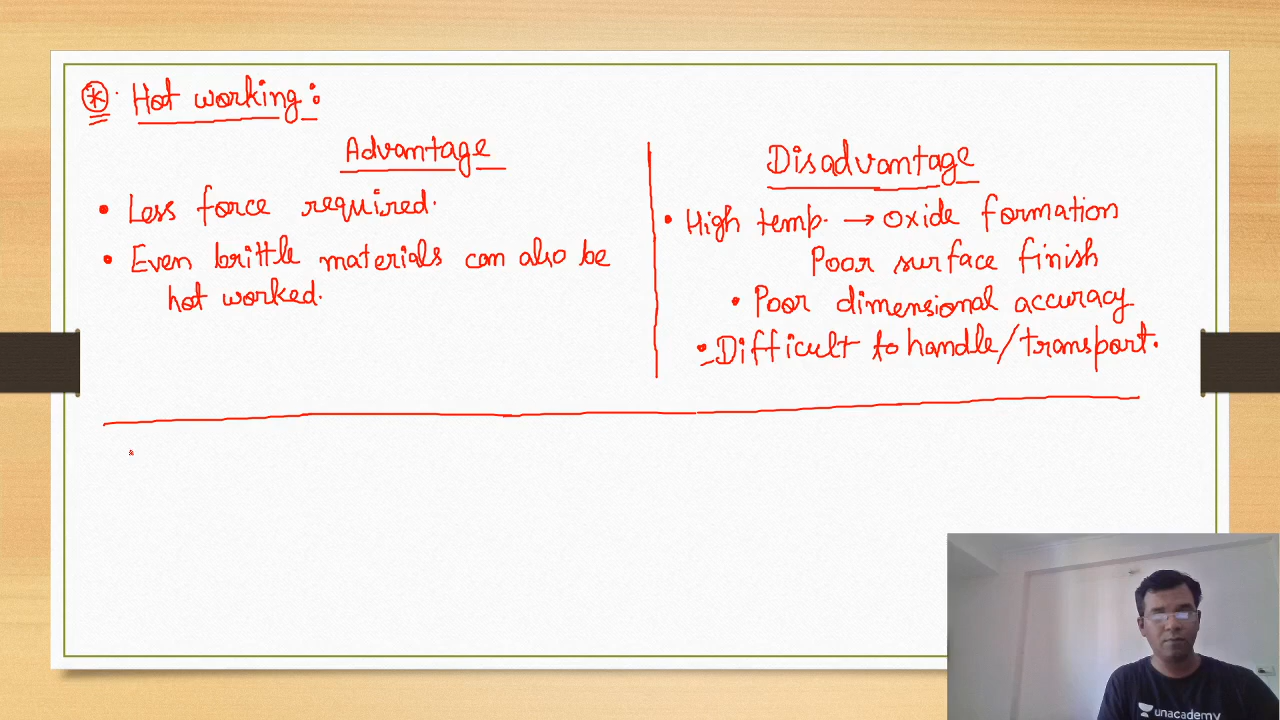 * Hot working:
Advantage
• Less force required.
• Even brittle materials can also be
hot worked.
Disadvantage
• High temp. → oxide formation
Poor surface finish
• Poor dimensional accuracy
• Difficult to handle/transport.
unacademy